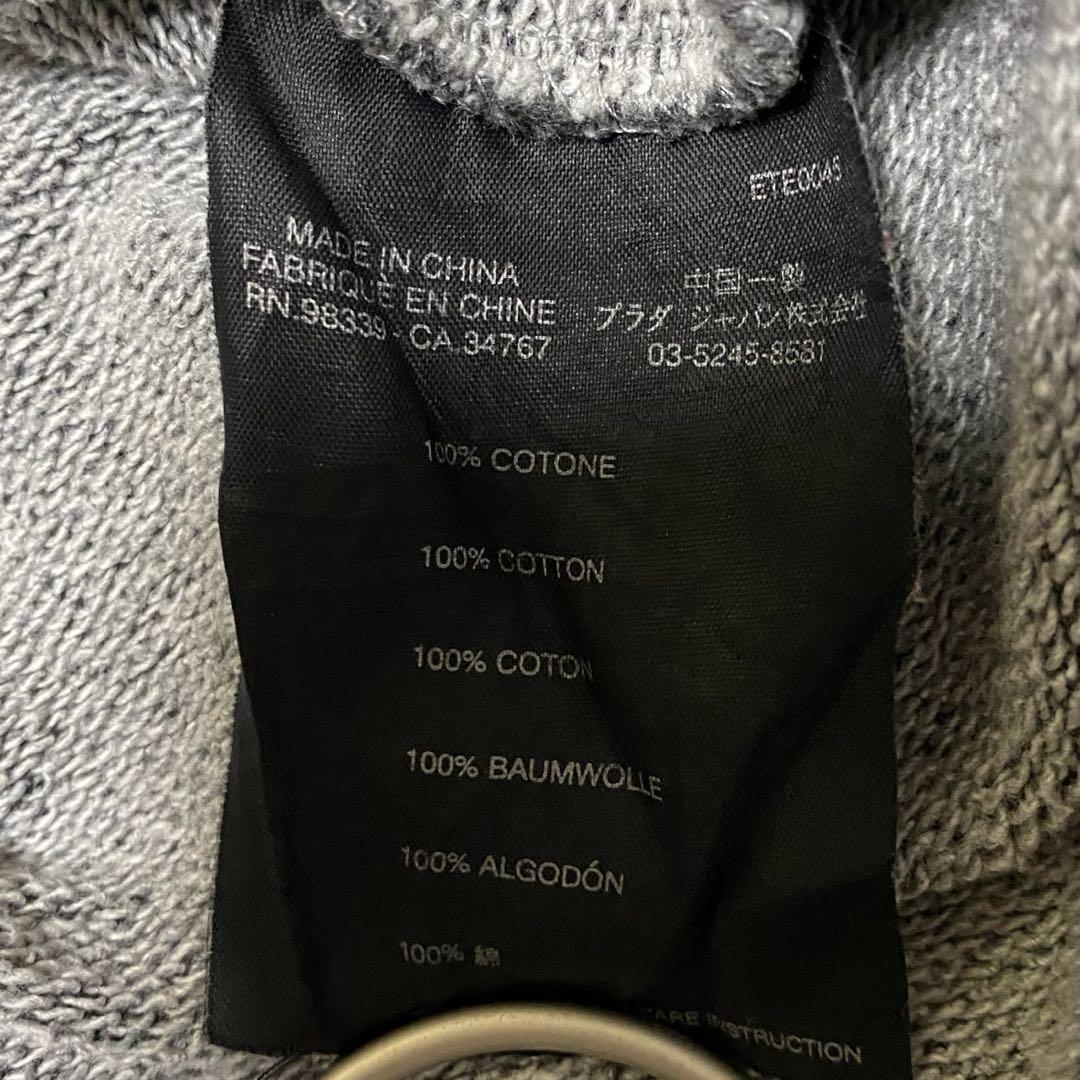 ETE0045
MADE IN CHINA
FABRIQUE EN CHINE
RN.98339 - CA.34767
中国製
プラダ ジャパン株式会社
03-5245-8581
100% COTONE
100% COTTON
100% COTON
100% BAUMWOLLE
100% ALGODÓN
100% 綿
CARE INSTRUCTION